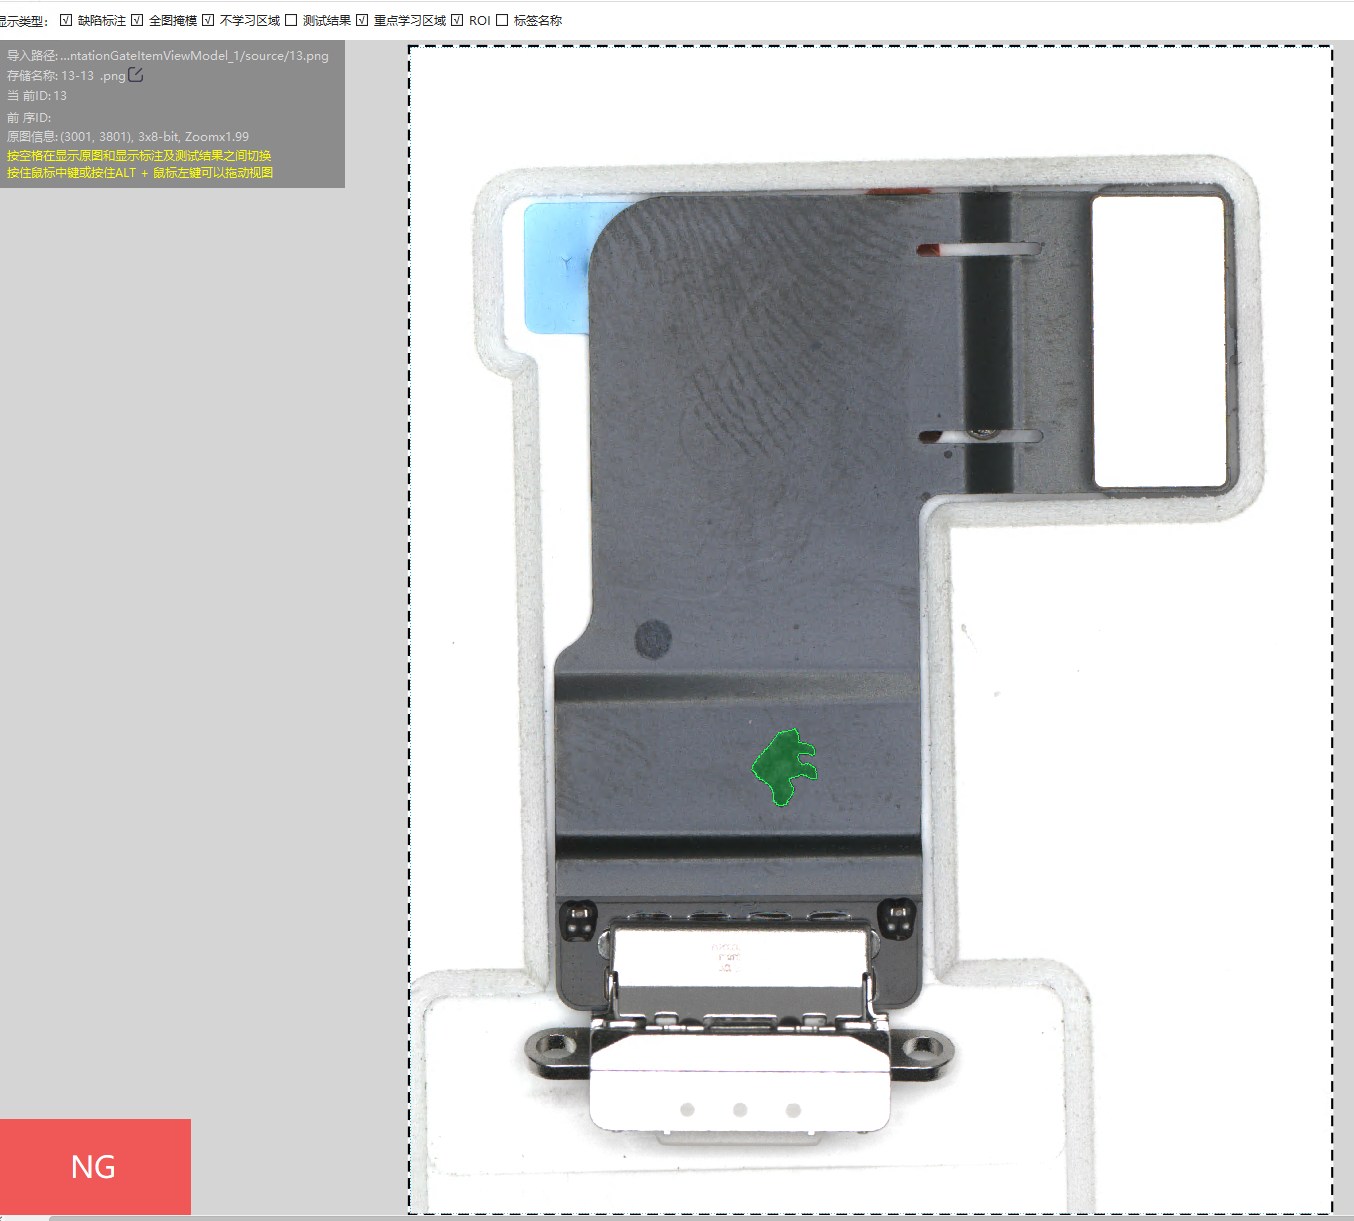 显示类型: 缺陷标注 全图掩模 不学习区域 测试结果 重点学习区域 ROI 标签名称
导入路径: ...ntationGateItemViewModel_1/source/13.png
存储名称: 13-13 .png
当 前ID: 13
前 序ID:
原图信息: (3001, 3801), 3x8-bit, Zoomx1.99
按空格在显示原图和显示标注及测试结果之间切换
按住鼠标中键或按住ALT + 鼠标左键可以拖动视图
NG